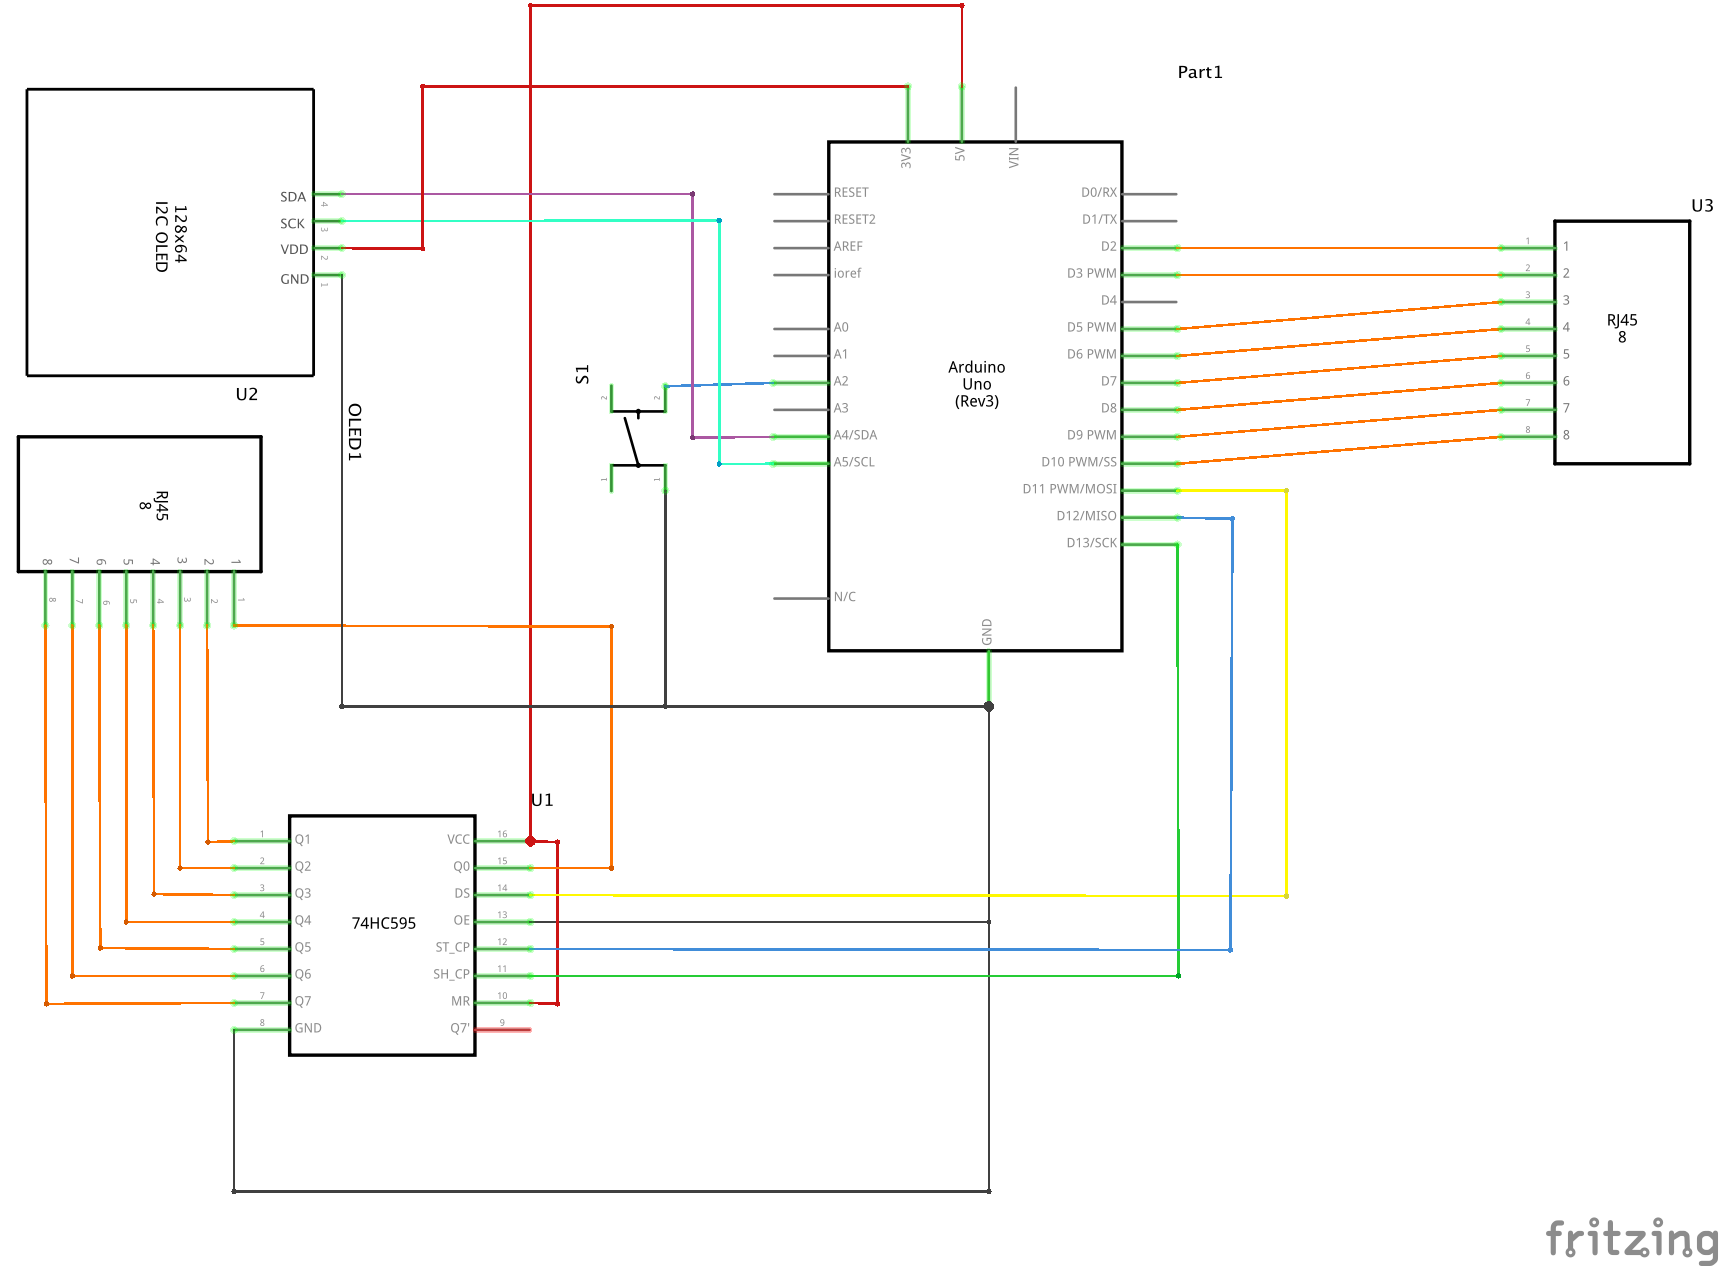 Part1
3V3
5V
VIN
RESET
RESET2
AREF
ioref
A0
A1
A2
A3
A4/SDA
A5/SCL
N/C
D0/RX
D1/TX
D2
D3 PWM
D4
D5 PWM
D6 PWM
D7
D8
D9 PWM
D10 PWM/SS
D11 PWM/MOSI
D12/MISO
D13/SCK
GND
Arduino
Uno
(Rev3)
128x64
I2C OLED
SDA
SCK
VDD
GND
4
3
2
1
OLED1
U2
RJ45
8
8
7
6
5
4
3
2
1
8
7
6
5
4
3
2
1
S1
2
2
1
1
U3
RJ45
8
1
2
3
4
5
6
7
8
1
2
3
4
5
6
7
8
U1
74HC595
1
Q1
2
Q2
3
Q3
4
Q4
5
Q5
6
Q6
7
Q7
8
GND
VCC
16
Q0
15
DS
14
OE
13
ST_CP
12
SH_CP
11
MR
10
Q7'
9
fritzing